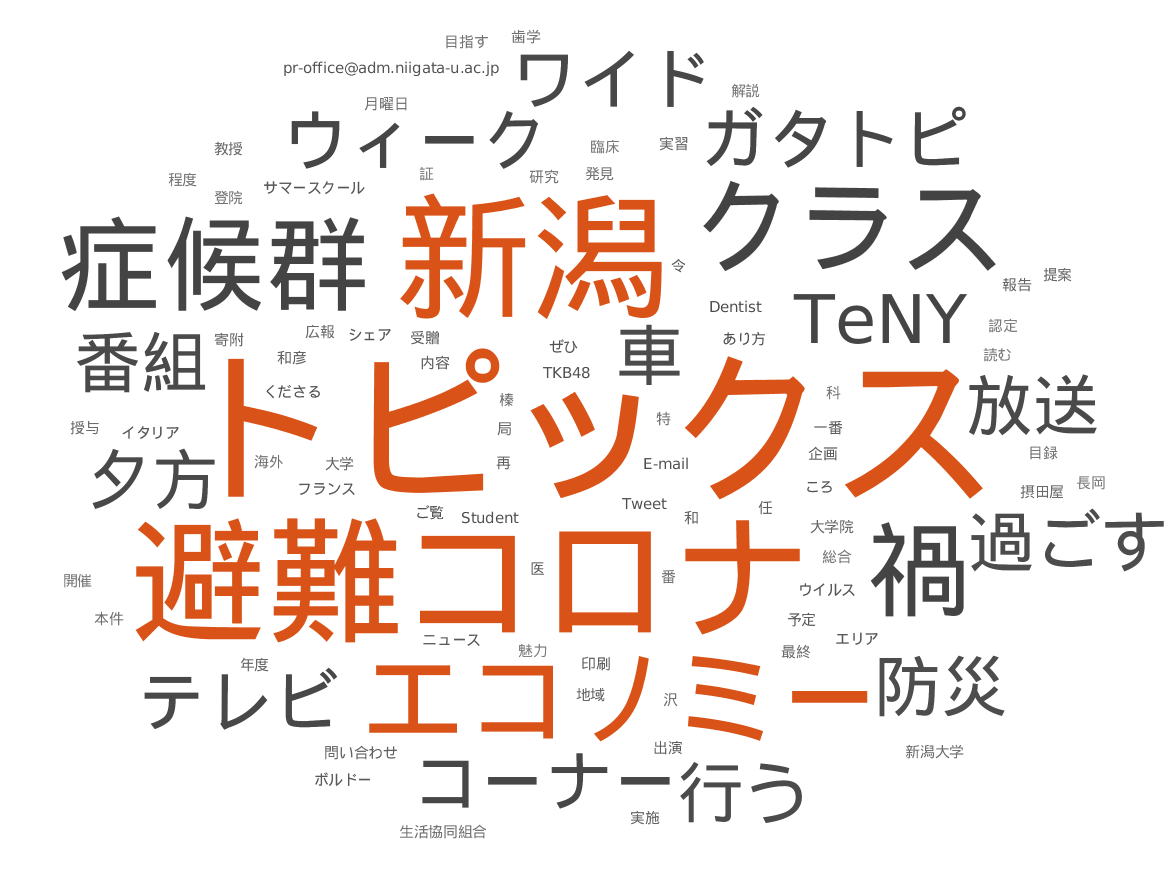 目指す
歯学
pr-office@adm.niigata-u.ac.jp
ワイド
解説
月曜日
ウィーク
ガタトピ
教授
臨床
実習
程度
サマースクール
証
研究
発見
登院
症候群
新潟
クラス
令
報告
提案
Dentist
TeNY
認定
番組
寄附
広報
シェア
受贈
ぜひ
車
あり方
読む
和彦
内容
TKB48
くださる
トピックス
榛
科
放送
授与
イタリア
局
特
一番
夕方
海外
大学
再
E-mail
企画
目録
フランス
ころ
摂田屋
長岡
ご覧
Student
Tweet
和
任
大学院
避難
コロナ
禍
過ごす
医
番
総合
開催
ウイルス
本件
予定
ニュース
エリア
年度
魅力
印刷
最終
テレビ
エコノミー
地域
沢
防災
問い合わせ
出演
新潟大学
ボルドー
コーナー
行う
実施
生活協同組合